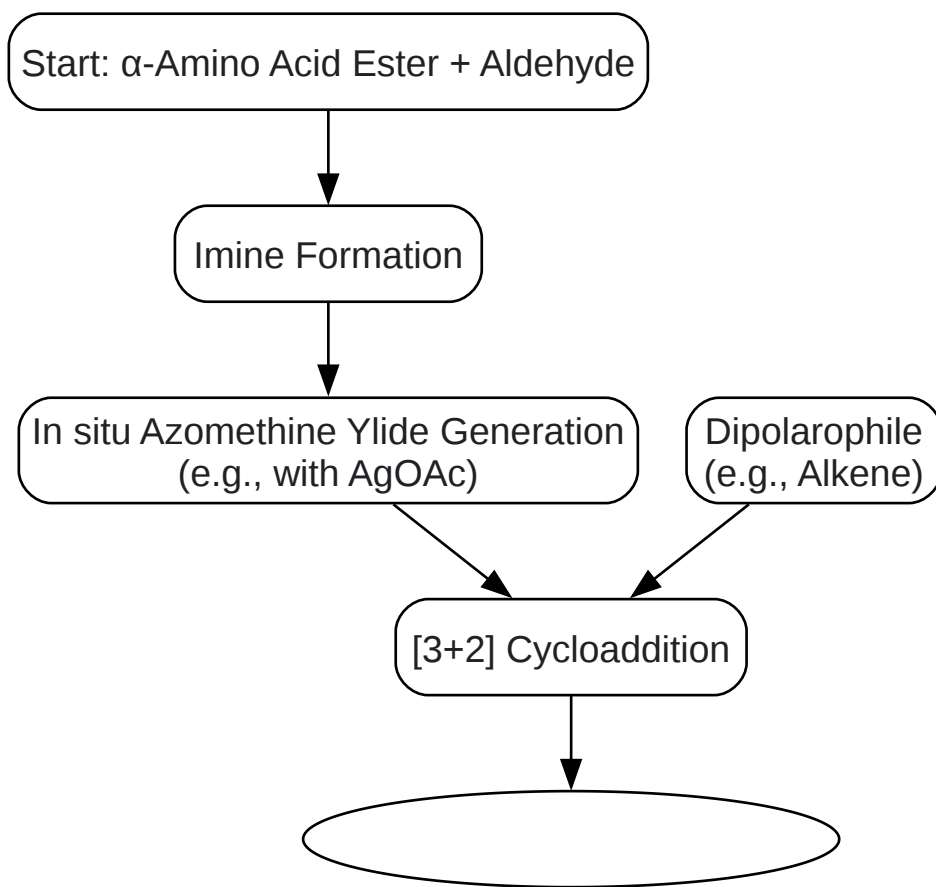 Start: α-Amino Acid Ester + Aldehyde
Imine Formation
In situ Azomethine Ylide Generation
(e.g., with AgOAc)
Dipolarophile
(e.g., Alkene)
[3+2] Cycloaddition